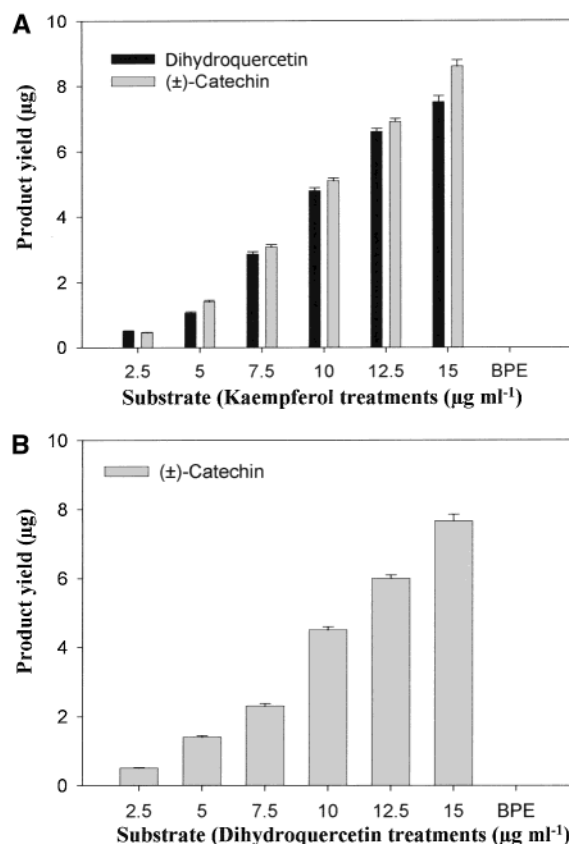 A
Dihydroquercetin
(±)-Catechin
Product yield (µg)
10
8
6
4
2
0
2.5 5 7.5 10 12.5 15 BPE
Substrate (Kaempferol treatments (µg ml-1)
B
(±)-Catechin
Product yield (µg)
10
8
6
4
2
0
2.5 5 7.5 10 12.5 15 BPE
Substrate (Dihydroquercetin treatments (µg ml-1)